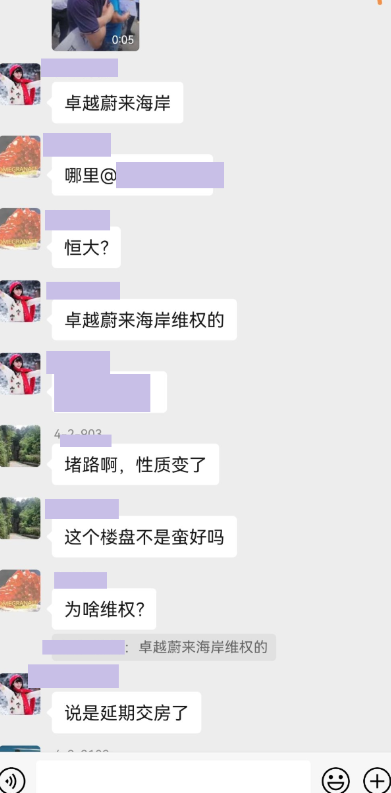 0:05
卓越蔚来海岸
哪里@
恒大？
卓越蔚来海岸维权的
4-2-903
堵路啊，性质变了
这个楼盘不是蛮好吗
为啥维权？
：卓越蔚来海岸维权的
说是延期交房了